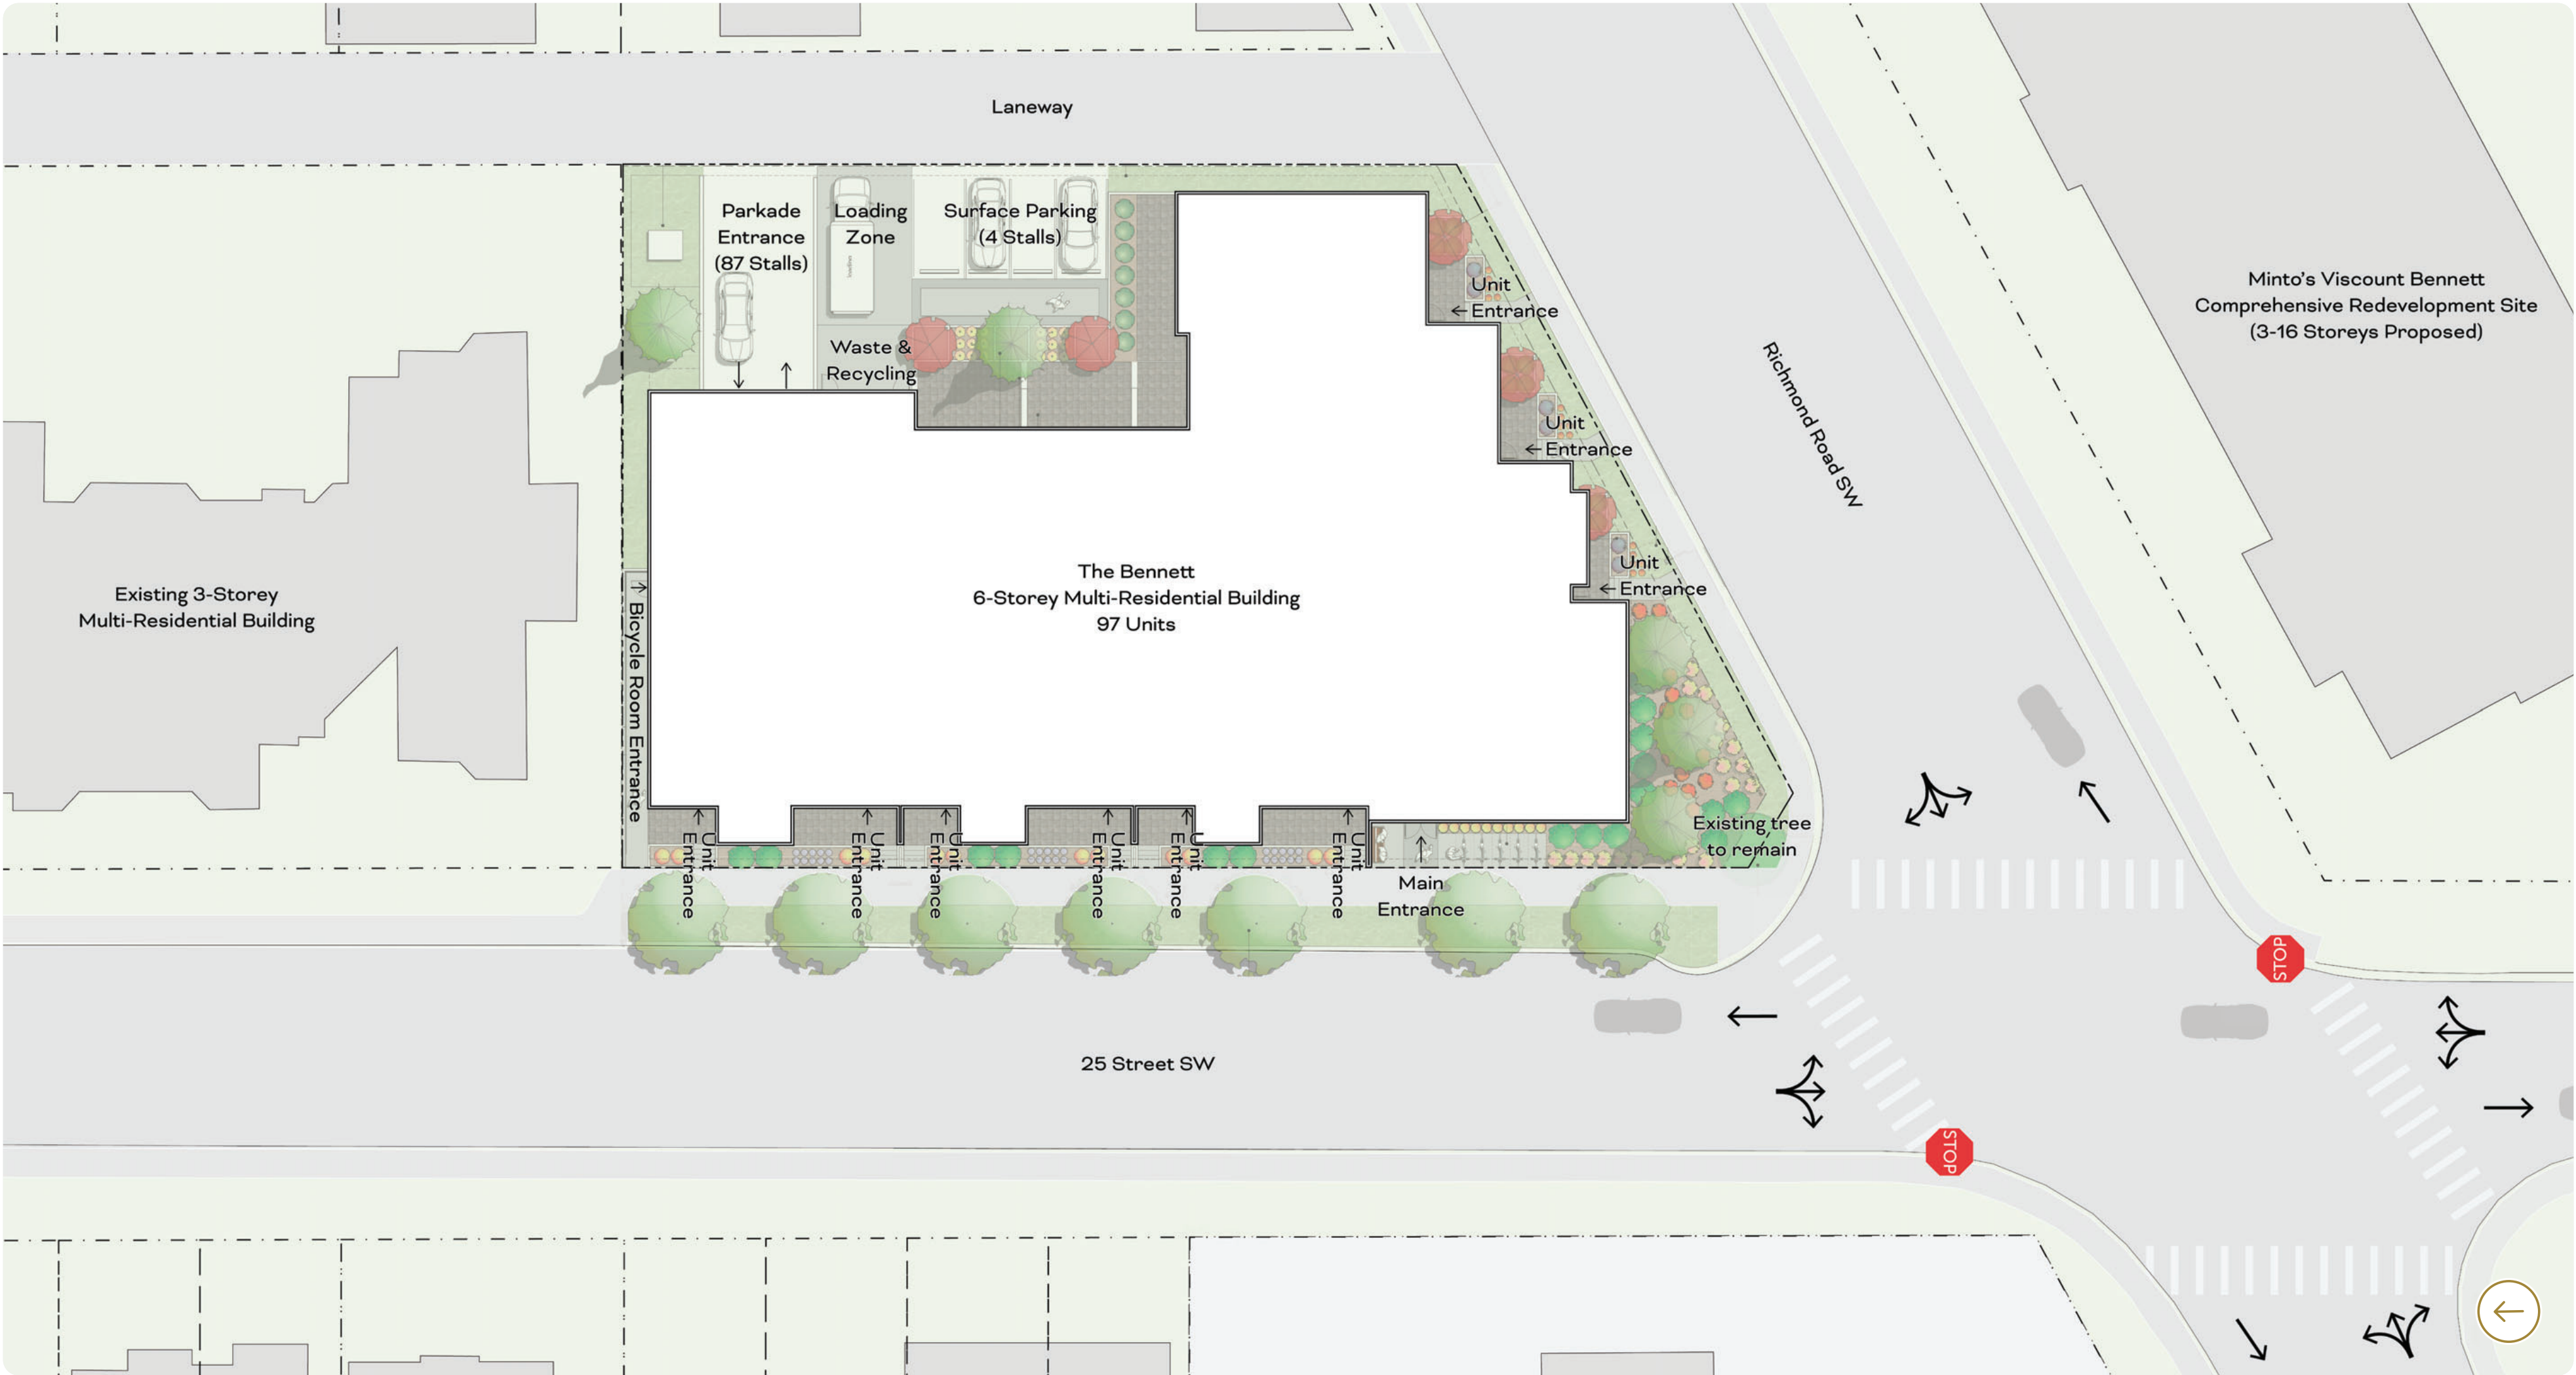 Laneway
Parkade
Entrance
(87 Stalls)
Loading
Zone
Surface Parking
(4 Stalls)
Waste &
Recycling
Unit
Entrance
Unit
Entrance
Unit
Entrance
Richmond Road SW
Minto’s Viscount Bennett
Comprehensive Redevelopment Site
(3-16 Storeys Proposed)
Existing 3-Storey
Multi-Residential Building
Bicycle Room Entrance
The Bennett
6-Storey Multi-Residential Building
97 Units
Existing tree
to remain
Unit
Entrance
Unit
Entrance
Unit
Entrance
Unit
Entrance
Unit
Entrance
Unit
Entrance
Main
Entrance
STOP
25 Street SW
STOP